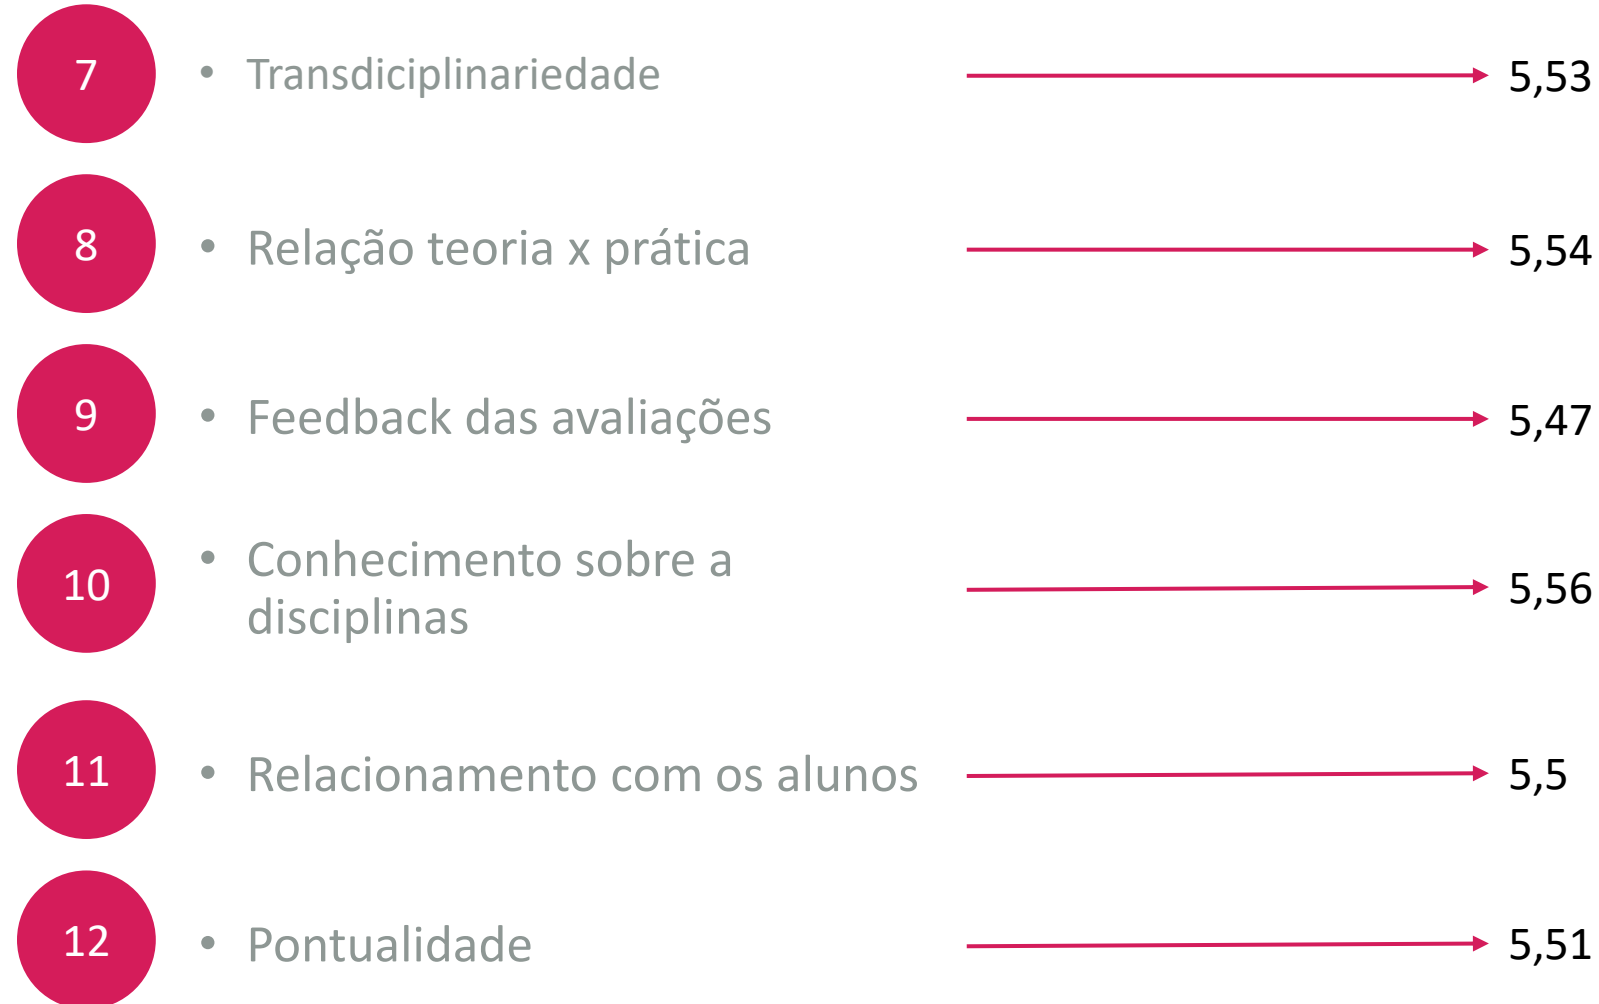 7 • Transdiciplinariedade 5,53
8 • Relação teoria x prática 5,54
9 • Feedback das avaliações 5,47
10 • Conhecimento sobre a
disciplinas 5,56
11 • Relacionamento com os alunos 5,5
12 • Pontualidade 5,51